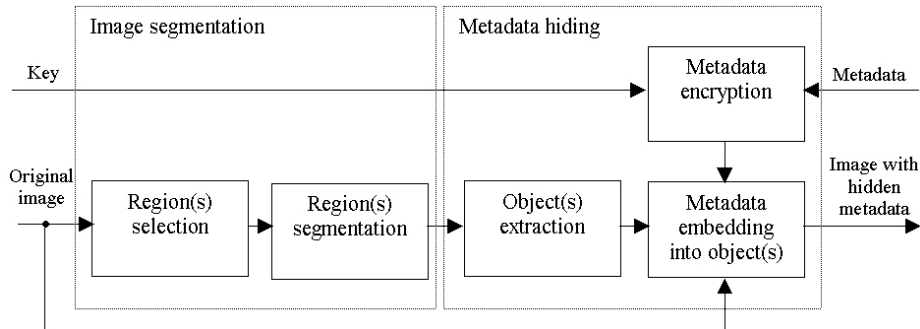 Image segmentation
Metadata hiding
Key
Metadata
encryption
Metadata
Original
image
Region(s)
selection
Region(s)
segmentation
Object(s)
extraction
Metadata
embedding
into object(s)
Image with
hidden
metadata